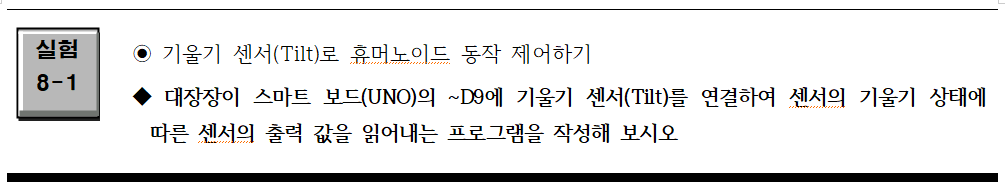 실험
8-1
◉ 기울기 센서(Tilt)로 휴머노이드 동작 제어하기
◆ 대장장이 스마트 보드(UNO)의 ~D9에 기울기 센서(Tilt)를 연결하여 센서의 기울기 상태에
따른 센서의 출력 값을 읽어내는 프로그램을 작성해 보시오